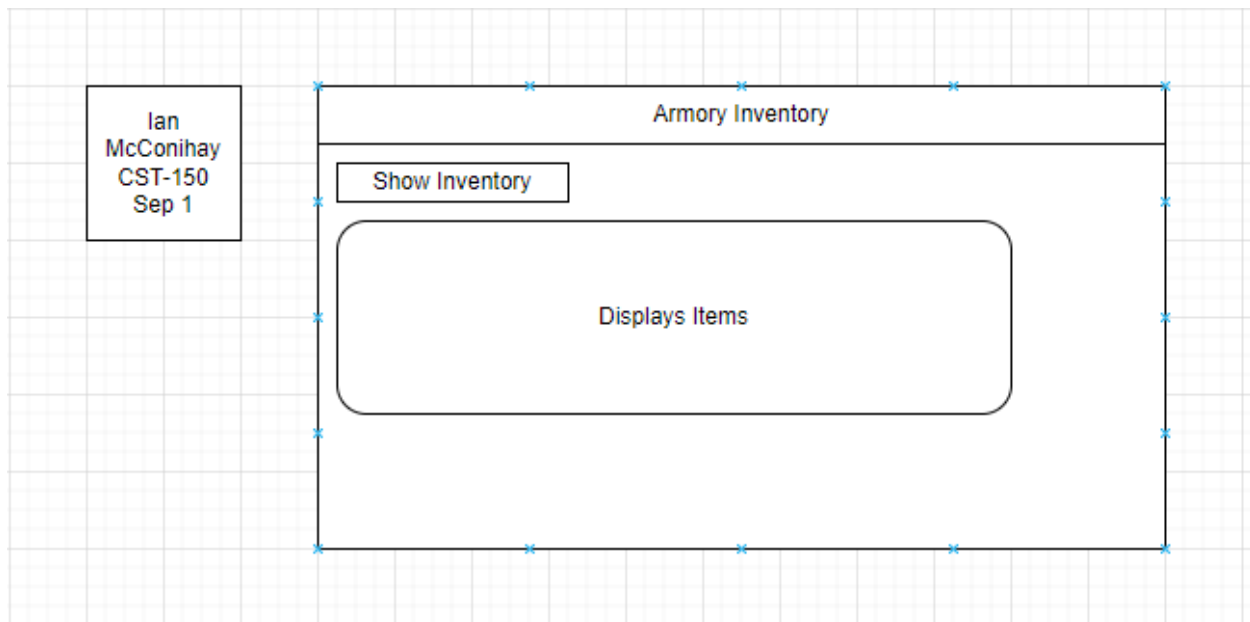 Ian
McConihay
CST-150
Sep 1
Armory Inventory
Show Inventory
Displays Items